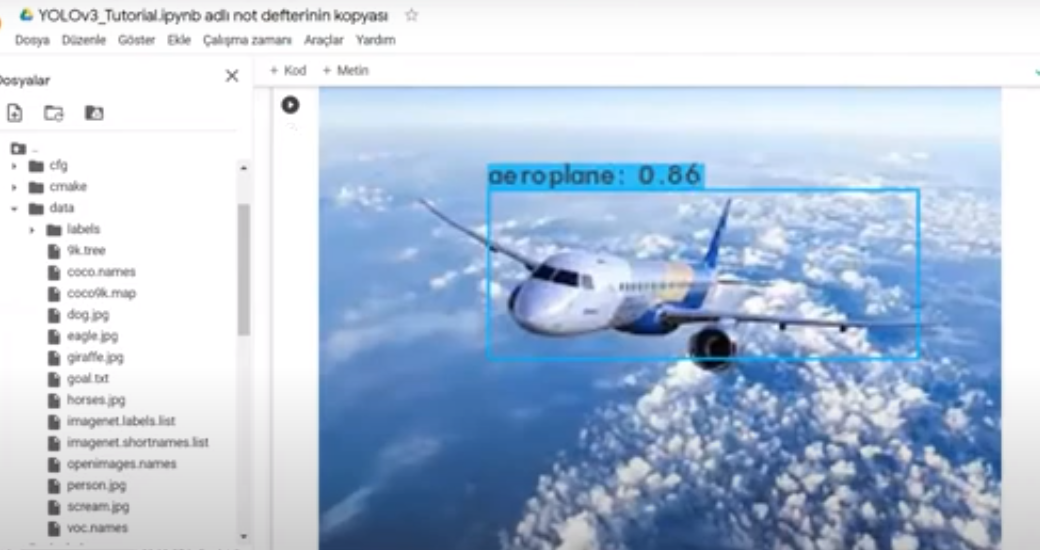 YOLOv3_Tutorial.ipynb adlı not defterinin kopyası
Dosya Düzenle Göster Ekle Çalışma zamanı Araçlar Yardım
Dosyalar
+ Kod + Metin
..
cfg
cmake
data
labels
9k.tree
coco.names
coco9k.map
dog.jpg
eagle.jpg
giraffe.jpg
goal.txt
horses.jpg
imagenet.labels.list
imagenet.shortnames.list
openimages.names
person.jpg
scream.jpg
voc.names
aeroplane: 0.86